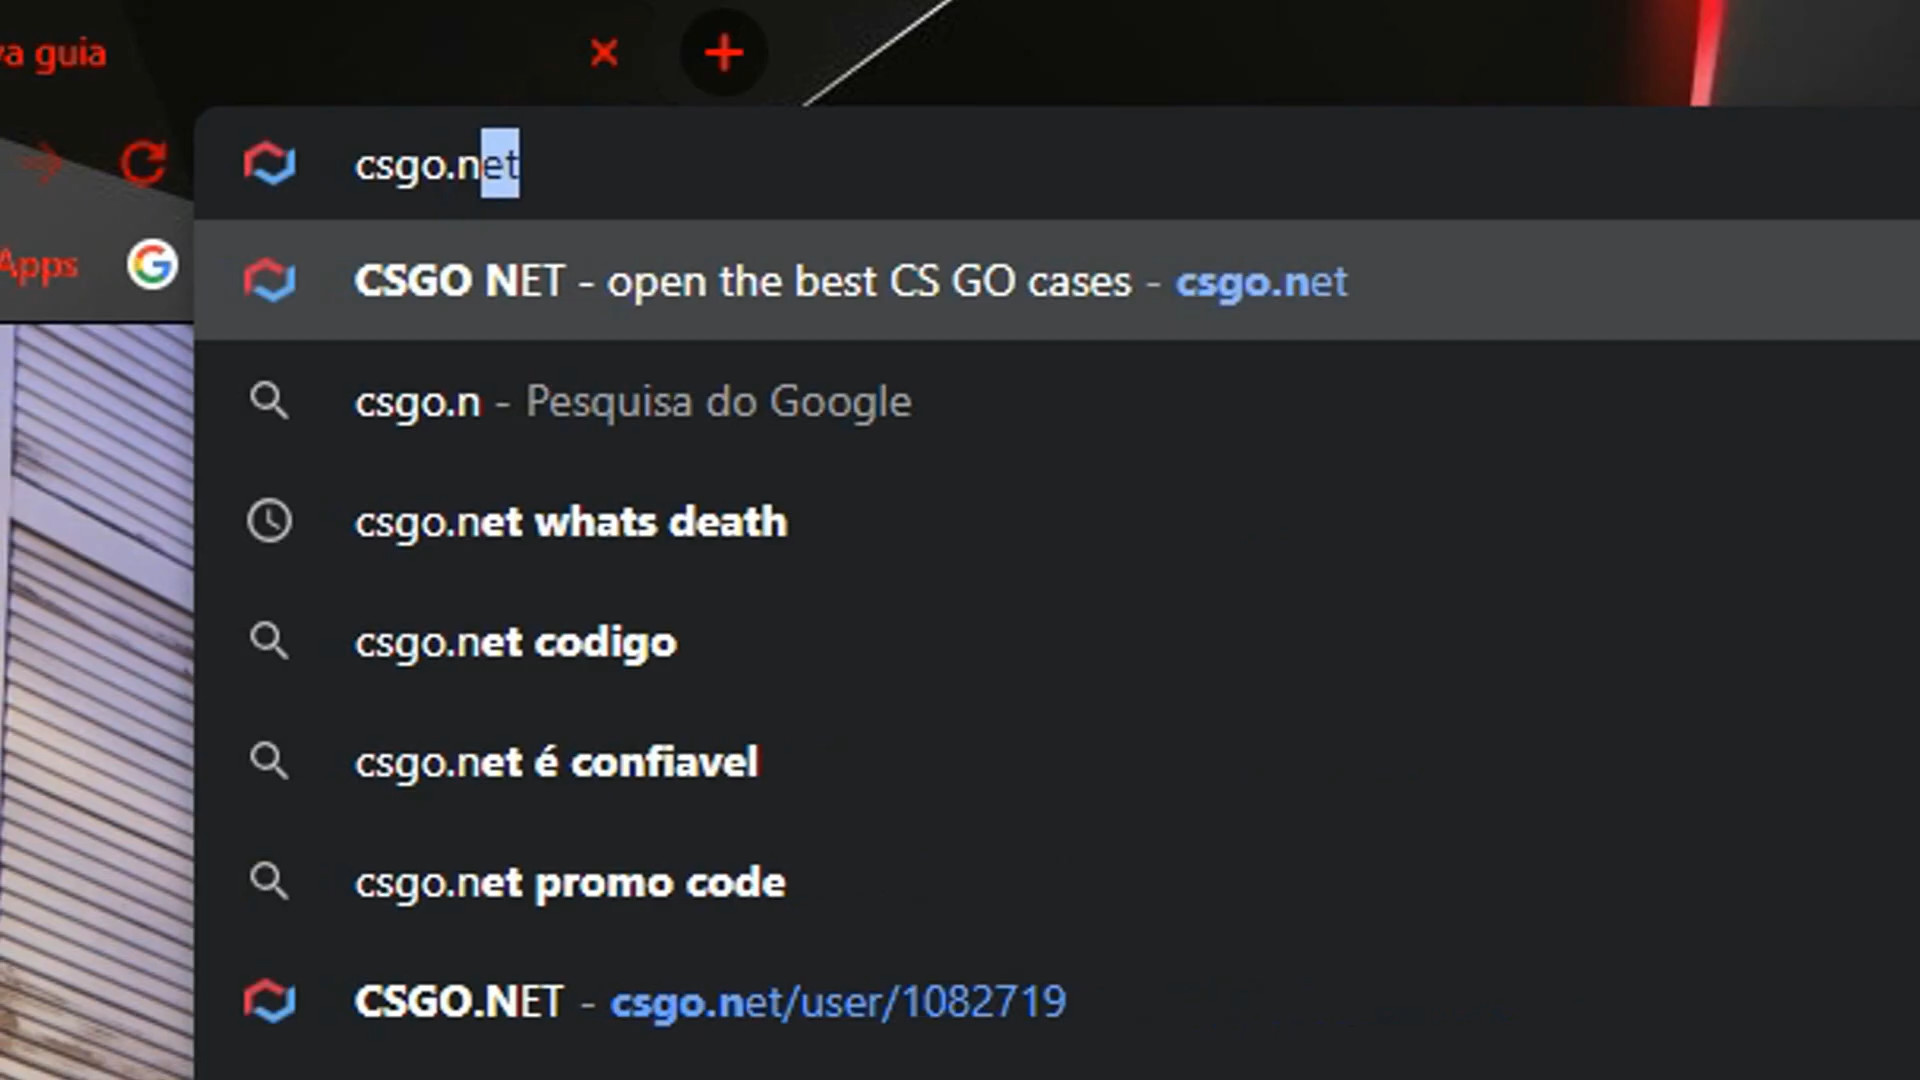 va guia
csgo.net
Apps
CSGO NET - open the best CS GO cases - csgo.net
csgo.n - Pesquisa do Google
csgo.net whats death
csgo.net codigo
csgo.net é confiavel
csgo.net promo code
CSGO.NET - csgo.net/user/1082719